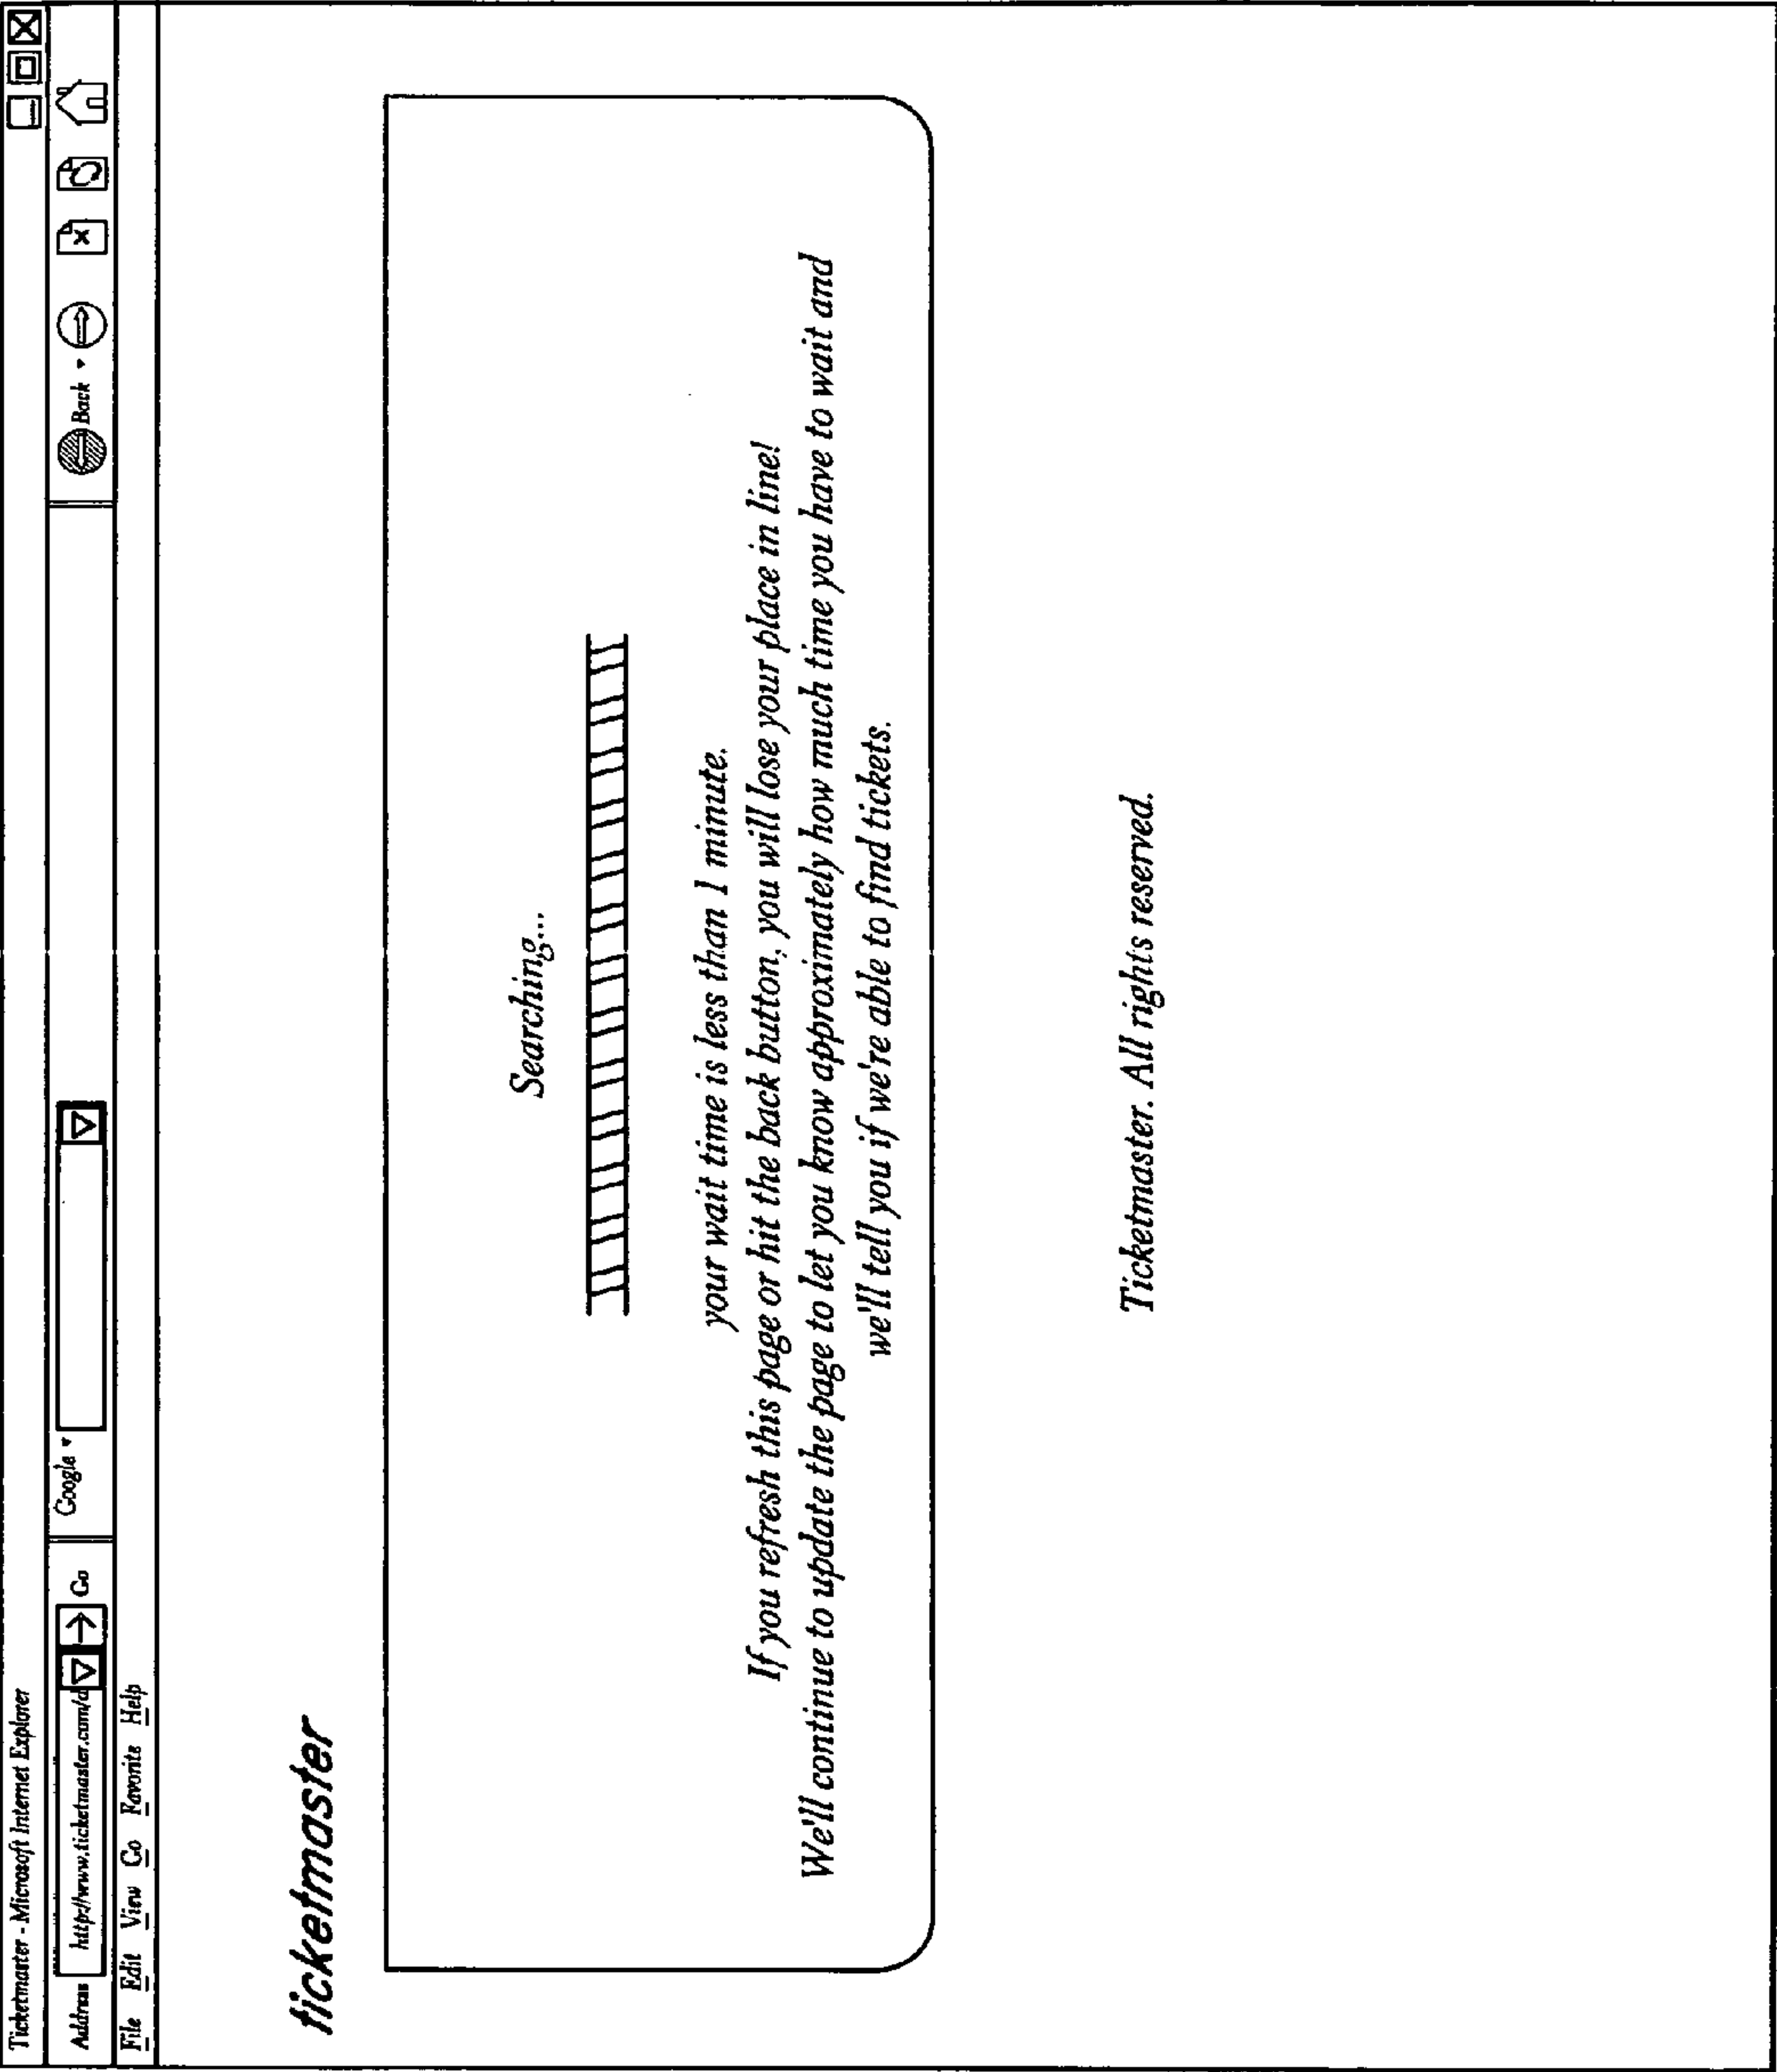 Ticketmaster - Microsoft Internet Explorer
Address http://www.ticketmaster.com/d Go Google Back
File Edit View Go Favorits Help
ticketmaster
Searching...
your wait time is less than 1 minute.
If you refresh this page or hit the back button, you will lose your place in line!
We'll continue to update the page to let you know approximately how much time you have to wait and
we'll tell you if we're able to find tickets.
Ticketmaster. All rights reserved.